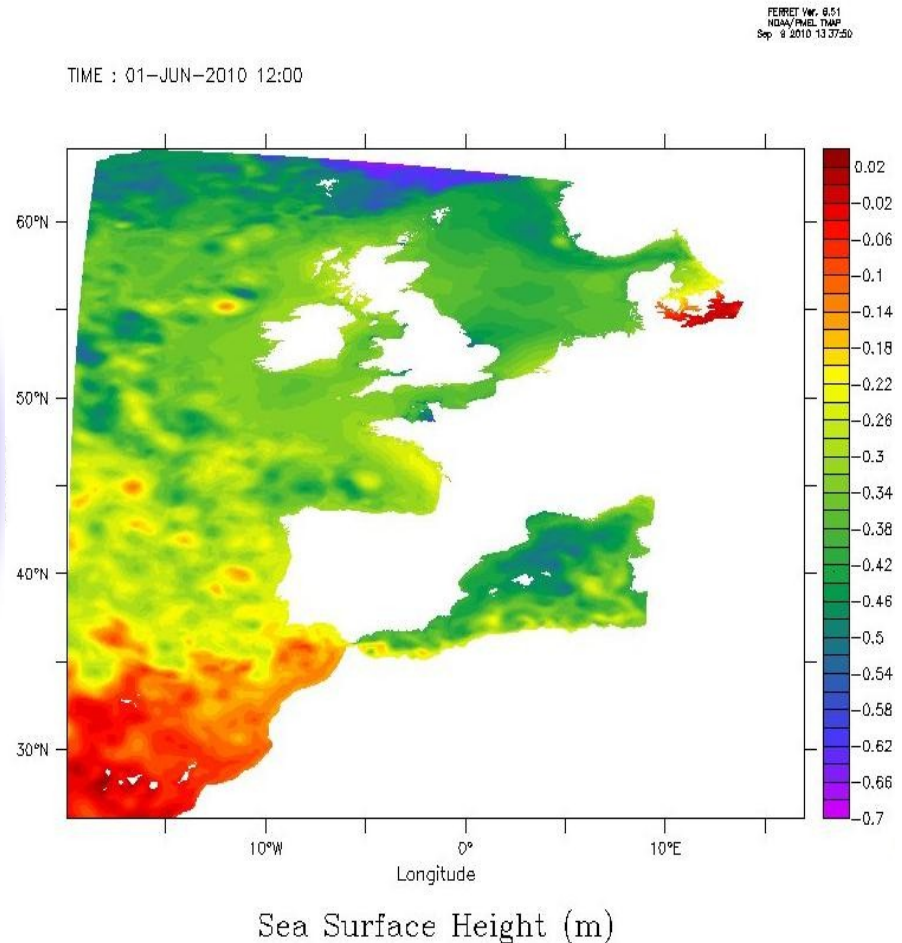 FERRET Ver. 6.51
NOAA/PMEL TMAP
Sep 9 2010 13:37:50
TIME : 01-JUN-2010 12:00
60°N
50°N
40°N
30°N
10°W
0°
10°E
Longitude
0.02
-0.02
-0.06
-0.1
-0.14
-0.18
-0.22
-0.26
-0.3
-0.34
-0.38
-0.42
-0.46
-0.5
-0.54
-0.58
-0.62
-0.66
-0.7
Sea Surface Height (m)